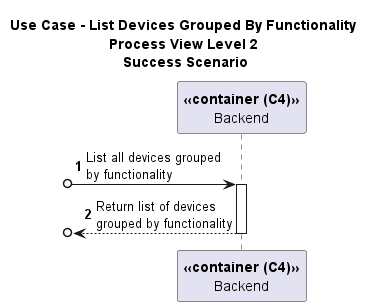 Use Case - List Devices Grouped By Functionality
Process View Level 2
Success Scenario
«container (C4)»
Backend
1 List all devices grouped
by functionality
2 Return list of devices
grouped by functionality
«container (C4)»
Backend